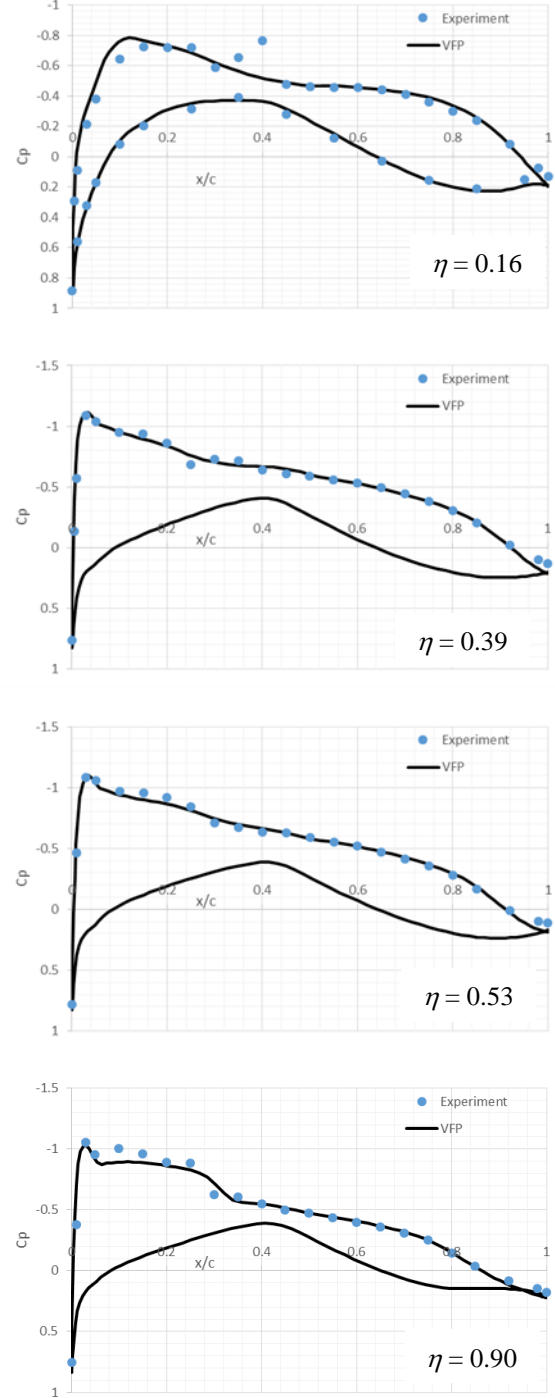 -1
Experiment
-0.8
VFP
-0.6
-0.4
-0.2
0 0.2 0.4 0.6 0.8 1
Cp
0
x/c
0.2
0.4
0.6
η = 0.16
0.8
1
-1.5
Experiment
VFP
-1
-0.5
0 0.2 0.4 0.6 0.8 1
Cp
0
x/c
0.5
η = 0.39
1
-1.5
Experiment
VFP
-1
-0.5
0 0.2 0.4 0.6 0.8 1
Cp
0
x/c
0.5
η = 0.53
1
-1.5
Experiment
VFP
-1
-0.5
0 0.2 0.4 0.6 0.8 1
Cp
0
x/c
0.5
η = 0.90
1